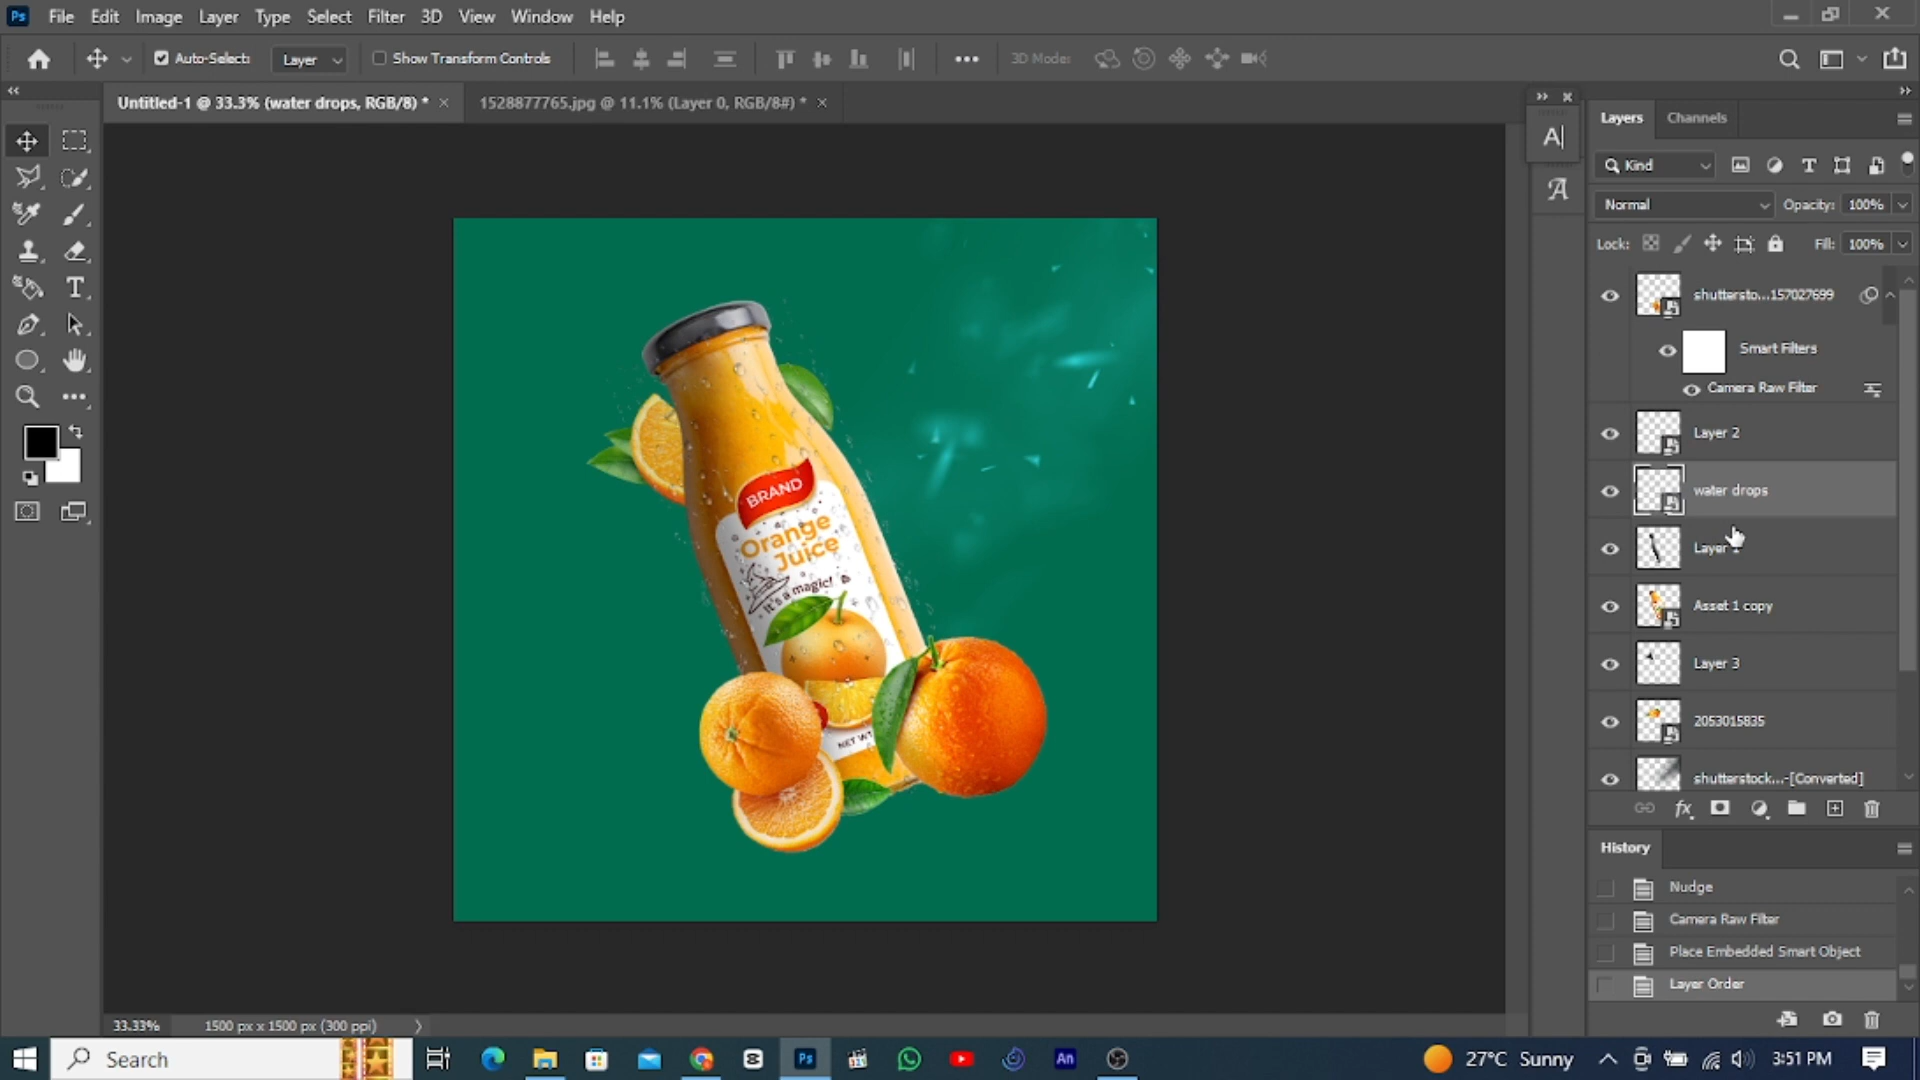 Ps File Edit Image Layer Type Select Filter 3D View Window Help
Auto-Select: Layer Show Transform Controls 3D Mode:
Untitled-1 @ 33.3% (water drops, RGB/8) * × 1528877765.jpg @ 11.1% (Layer 0, RGB/8#) * ×
Layers Channels
Kind
Normal Opacity: 100%
Lock: Fill: 100%
shuttersto...157027699
Smart Filters
Camera Raw Filter
Layer 2
water drops
Layer
Asset 1 copy
Layer 3
2053015835
shutterstock...-[Converted]
BRAND
Orange
Juice
It's a magic!
NET WT
History
Nudge
Camera Raw Filter
Place Embedded Smart Object
Layer Order
33.33% 1500 px x 1500 px (300 ppi)
Search Ps An 27°C Sunny 3:51 PM